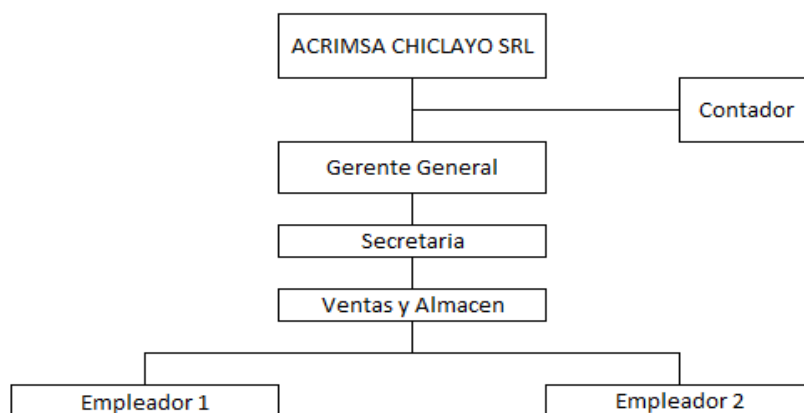 ACRIMSA CHICLAYO SRL
Contador
Gerente General
Secretaria
Ventas y Almacen
Empleador 1
Empleador 2